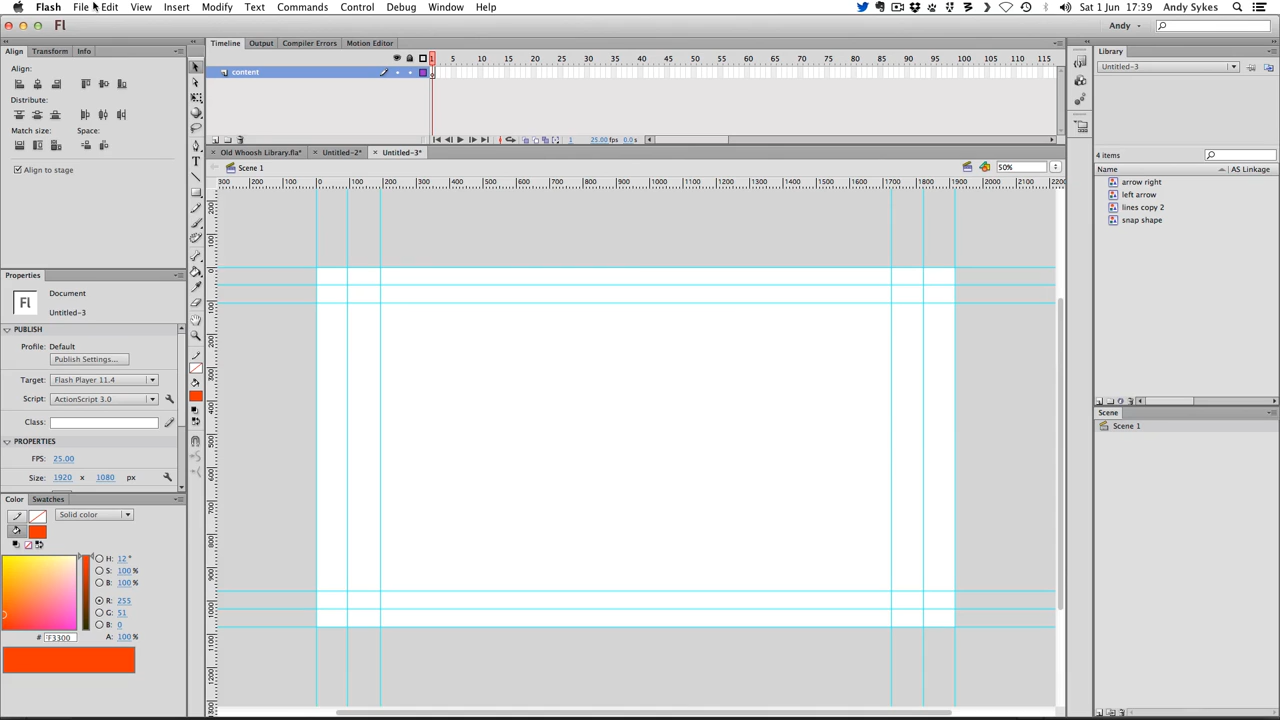 Flash File Edit View Insert Modify Text Commands Control Debug Window Help Sat 1 Jun 17:39 Andy Sykes
Fl Andy
Align Transform Info
Timeline Output Compiler Errors Motion Editor
Library
1 5 10 15 20 25 30 35 40 45 50 55 60 65 70 75 80 85 90 95 100 105 110 115
Untitled-3
content
Align:
Distribute:
Match size: Space:
Align to stage
1 25.00 fps 0.0 s
Old Whoosh Library.fla* Untitled-2* Untitled-3*
Scene 1 50%
4 items
Name AS Linkage
arrow right
left arrow
lines copy 2
snap shape
Properties
Fl Document
Untitled-3
PUBLISH
Profile: Default
Publish Settings...
Target: Flash Player 11.4
Script: ActionScript 3.0
Class:
PROPERTIES
FPS: 25.00
Size: 1920 x 1080 px
Scene
Scene 1
Color Swatches
Solid color
H: 12 °
S: 100 %
B: 100 %
R: 255
G: 51
B: 0
# FF3300 A: 100 %